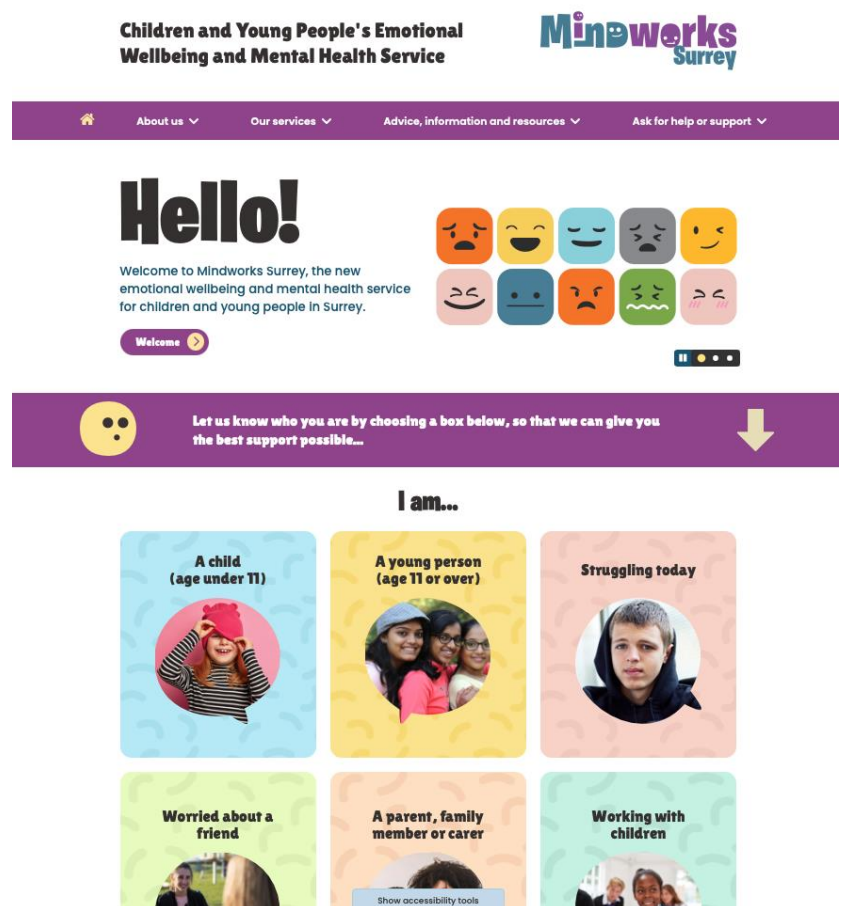 Children and Young People's Emotional
Wellbeing and Mental Health Service
Mindworks
Surrey
About us
Our services
Advice, information and resources
Ask for help or support
Hello!
Welcome to Mindworks Surrey, the new
emotional wellbeing and mental health service
for children and young people in Surrey.
Welcome
Let us know who you are by choosing a box below, so that we can give you
the best support possible...
I am...
A child
(age under 11)
A young person
(age 11 or over)
Struggling today
Worried about a
friend
A parent, family
member or carer
Working with
children
Show accessibility tools